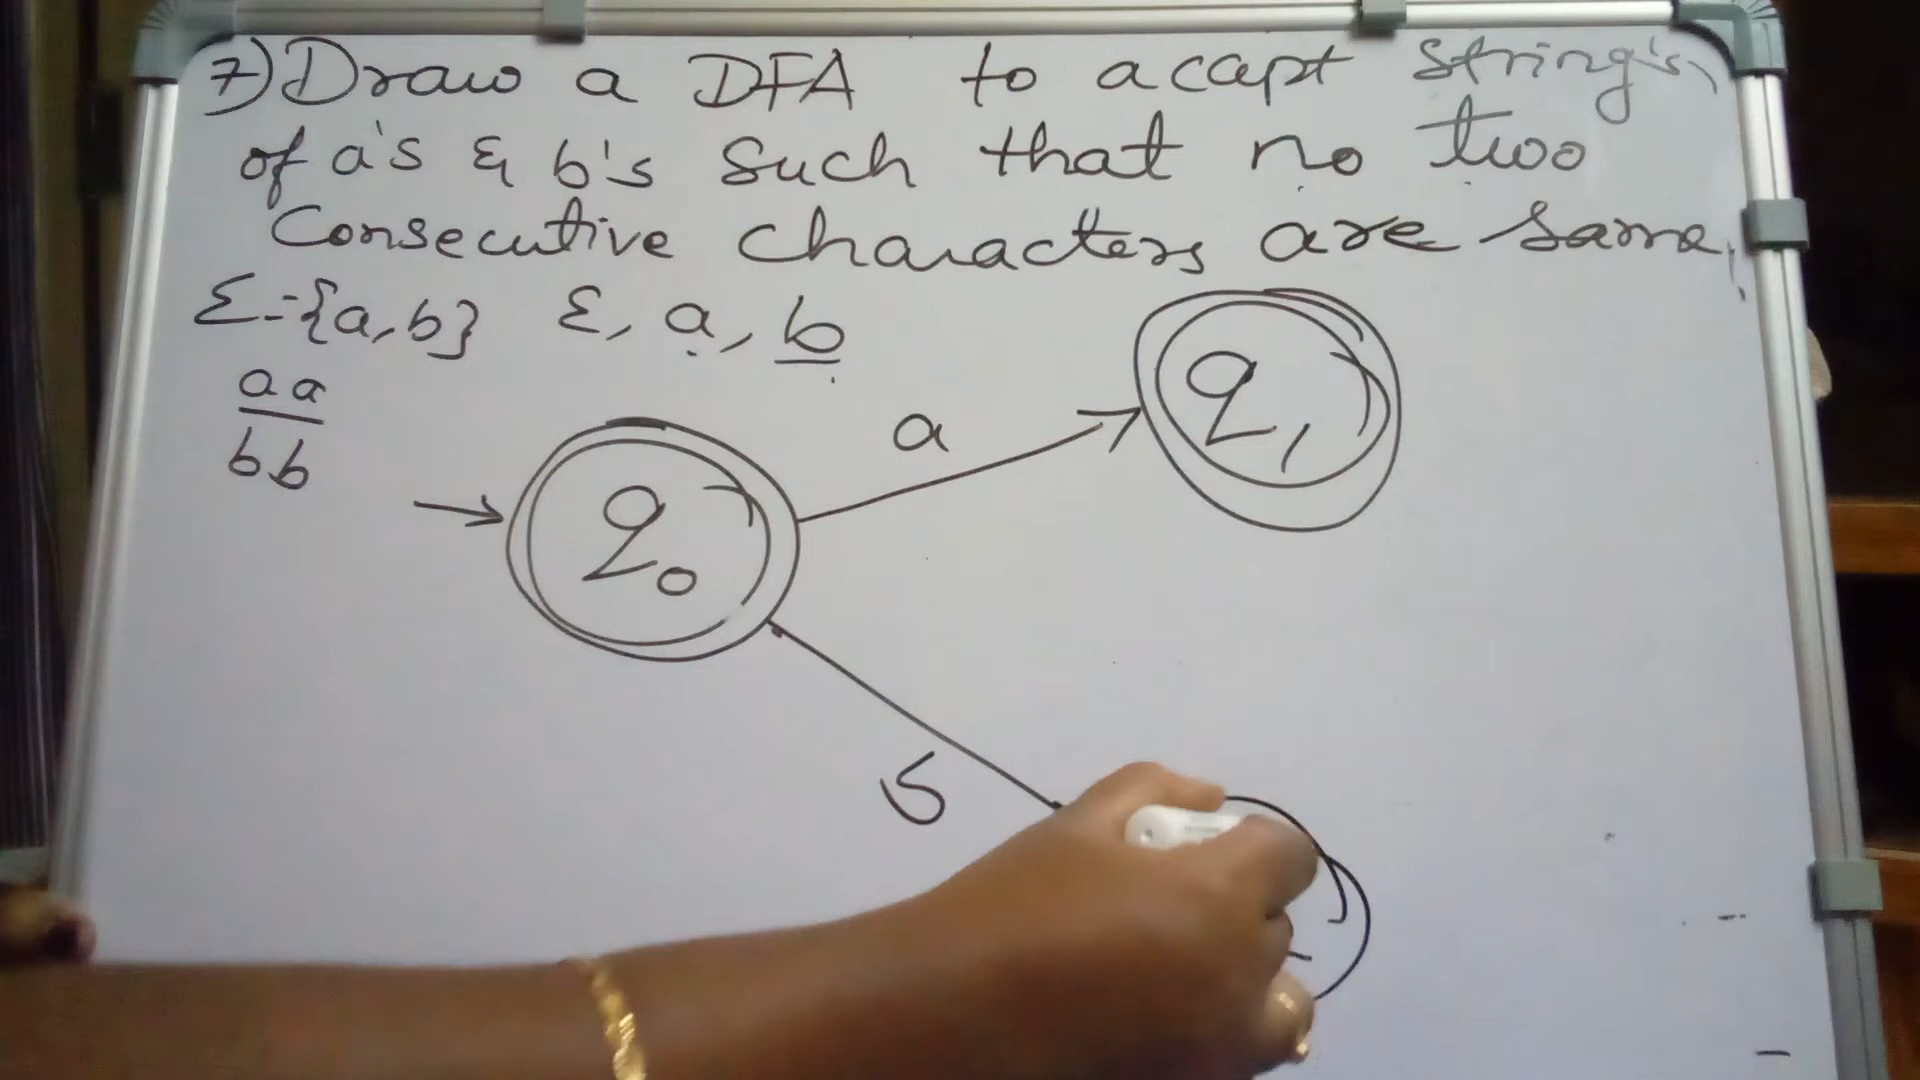 7) Draw a DFA to acapt string's
of a's & b's such that no two
Consecutive characters are same.
Σ={a,b} ε, a, b
aa
bb
a
q1
q0
b